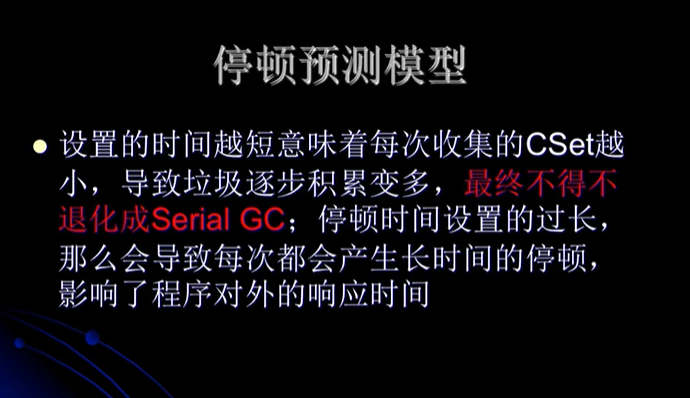 停顿预测模型
设置的时间越短意味着每次收集的CSet越
小，导致垃圾逐步积累变多，最终不得不
退化成Serial GC；停顿时间设置的过长，
那么会导致每次都会产生长时间的停顿，
影响了程序对外的响应时间